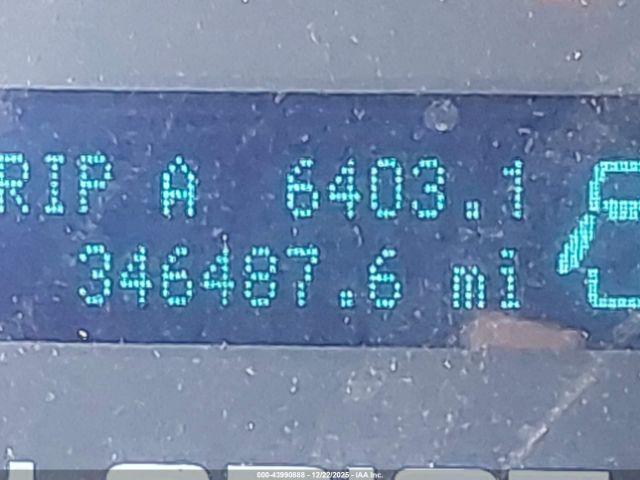 RIP A 6403.1
346487.6 mi
000-43990888 - 12/22/2025 - IAA Inc.